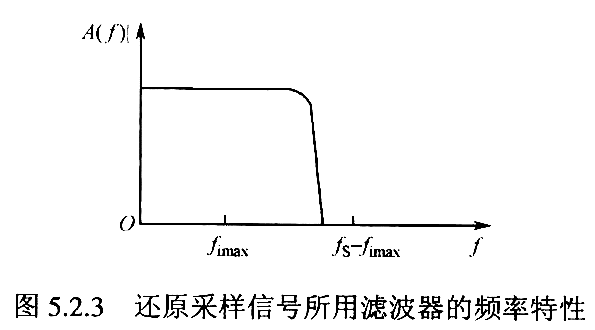 A(f)
O f_imax f_S-f_imax f
图 5.2.3 还原采样信号所用滤波器的频率特性